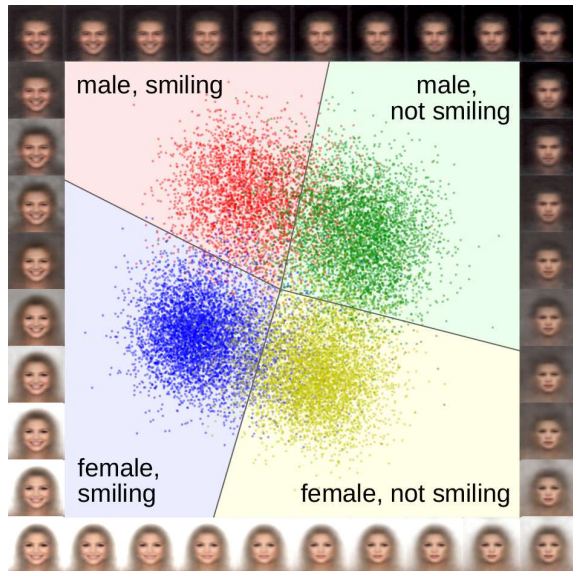 male, smiling
male,
not smiling
female,
smiling
female, not smiling